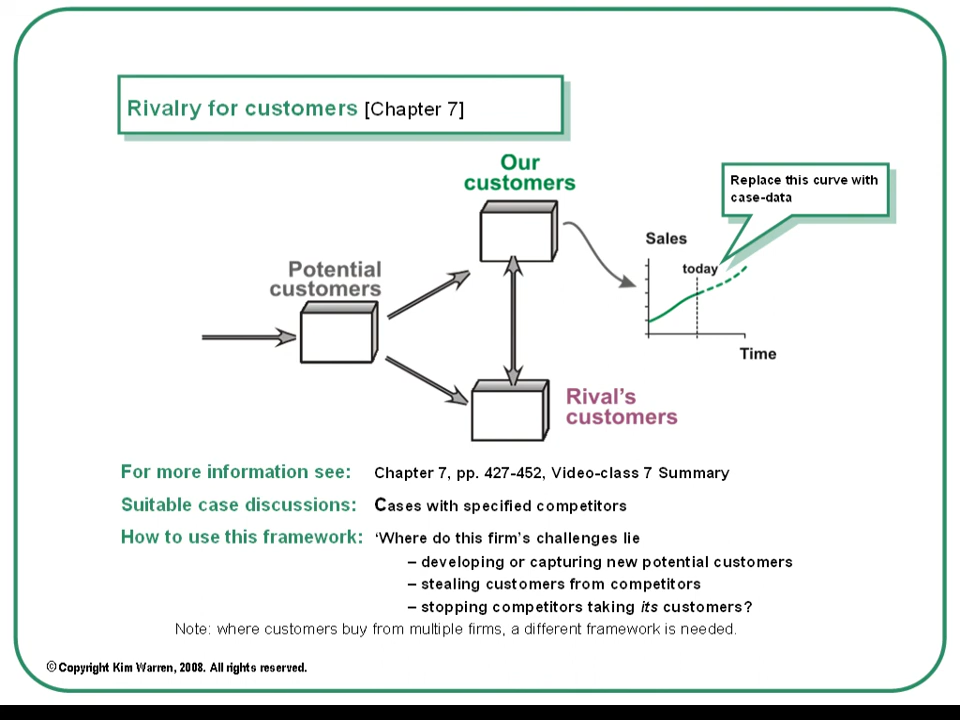 Rivalry for customers [Chapter 7]
Our
customers
Replace this curve with
case-data
Sales
today
Potential
customers
Time
Rival's
customers
For more information see: Chapter 7, pp. 427-452, Video-class 7 Summary
Suitable case discussions: Cases with specified competitors
How to use this framework: ‘Where do this firm's challenges lie
– developing or capturing new potential customers
– stealing customers from competitors
– stopping competitors taking its customers?
Note: where customers buy from multiple firms, a different framework is needed.
© Copyright Kim Warren, 2008. All rights reserved.